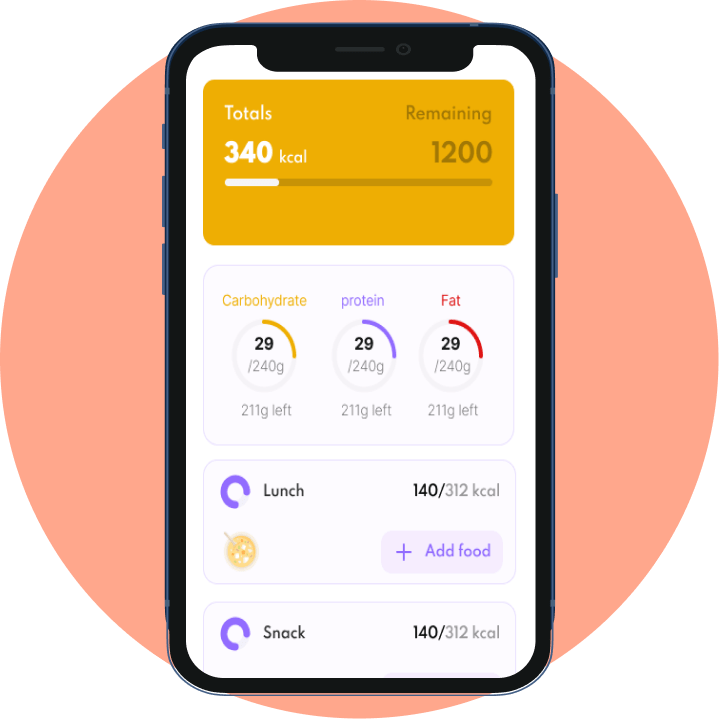 Totals Remaining
340 kcal 1200
Carbohydrate protein Fat
29 29 29
/240g /240g /240g
211g left 211g left 211g left
Lunch 140/312 kcal
+ Add food
Snack 140/312 kcal